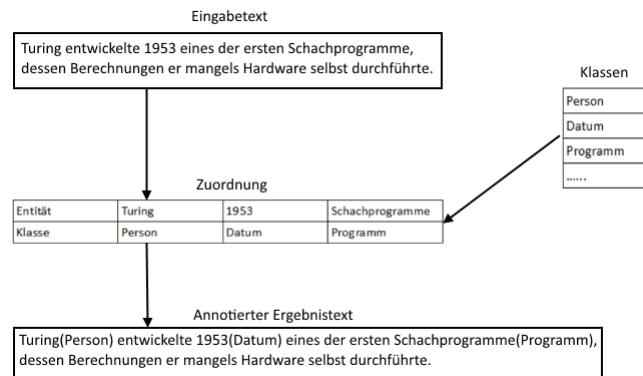 Eingabetext
Turing entwickelte 1953 eines der ersten Schachprogramme,
dessen Berechnungen er mangels Hardware selbst durchführte.
Klassen
Person
Datum
Programm
......
Zuordnung
Entität Turing 1953 Schachprogramme
Klasse Person Datum Programm
Annotierter Ergebnistext
Turing(Person) entwickelte 1953(Datum) eines der ersten Schachprogramme(Programm),
dessen Berechnungen er mangels Hardware selbst durchführte.